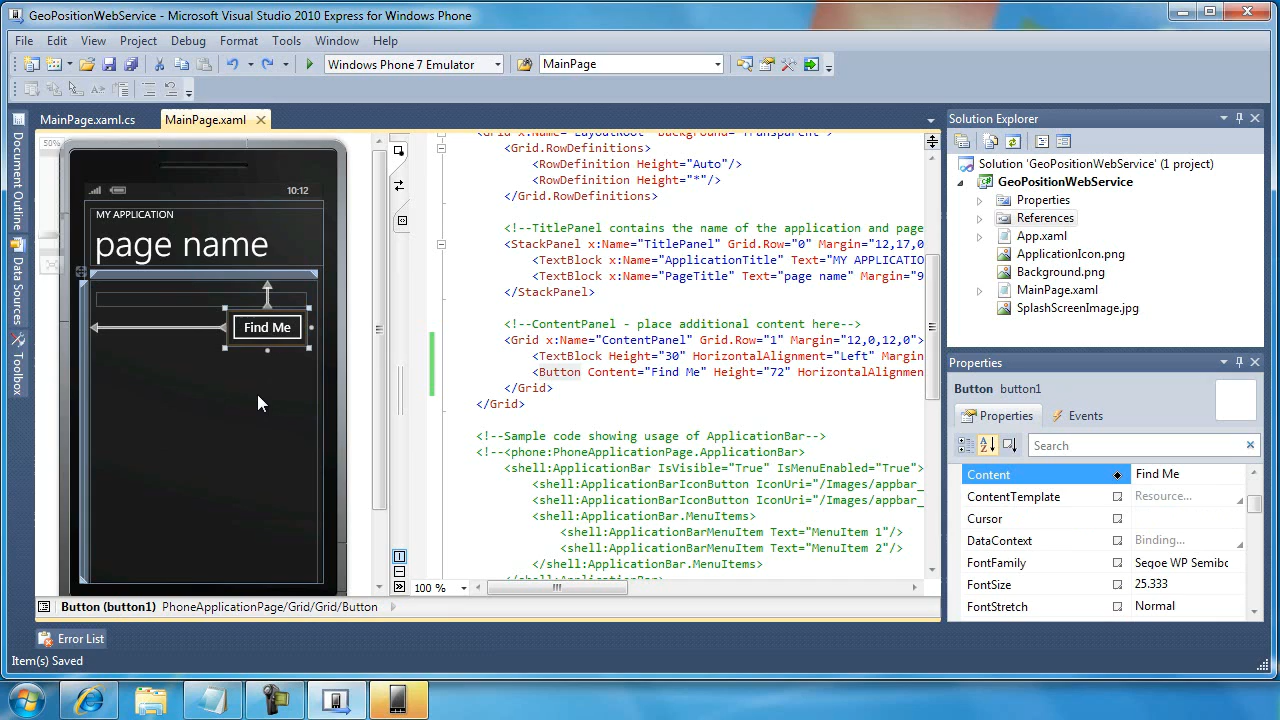 GeoPositionWebService - Microsoft Visual Studio 2010 Express for Windows Phone
File Edit View Project Debug Format Tools Window Help
Windows Phone 7 Emulator MainPage
MainPage.xaml.cs MainPage.xaml
Document Outline
Data Sources
Toolbox
50%
10:12
MY APPLICATION
page name
Find Me
<Grid x:Name="LayoutRoot" Background="Transparent">
<Grid.RowDefinitions>
<RowDefinition Height="Auto"/>
<RowDefinition Height="*"/>
</Grid.RowDefinitions>
<!--TitlePanel contains the name of the application and page
<StackPanel x:Name="TitlePanel" Grid.Row="0" Margin="12,17,0
<TextBlock x:Name="ApplicationTitle" Text="MY APPLICATIO
<TextBlock x:Name="PageTitle" Text="page name" Margin="9
</StackPanel>
<!--ContentPanel - place additional content here-->
<Grid x:Name="ContentPanel" Grid.Row="1" Margin="12,0,12,0">
<TextBlock Height="30" HorizontalAlignment="Left" Margin
<Button Content="Find Me" Height="72" HorizontalAlignmen
</Grid>
</Grid>
<!--Sample code showing usage of ApplicationBar-->
<!--<phone:PhoneApplicationPage.ApplicationBar>
<shell:ApplicationBar IsVisible="True" IsMenuEnabled="True">
<shell:ApplicationBarIconButton IconUri="/Images/appbar_
<shell:ApplicationBarIconButton IconUri="/Images/appbar_
<shell:ApplicationBar.MenuItems>
<shell:ApplicationBarMenuItem Text="MenuItem 1"/>
<shell:ApplicationBarMenuItem Text="MenuItem 2"/>
</shell:ApplicationBar.MenuItems>
</shell:ApplicationBar>
100 %
Button (button1) PhoneApplicationPage/Grid/Grid/Button
Error List
Item(s) Saved
Solution Explorer
Solution 'GeoPositionWebService' (1 project)
GeoPositionWebService
Properties
References
App.xaml
ApplicationIcon.png
Background.png
MainPage.xaml
SplashScreenImage.jpg
Properties
Button button1
Properties Events
Search
Content Find Me
ContentTemplate Resource...
Cursor
DataContext Binding...
FontFamily Segoe WP Semibo
FontSize 25.333
FontStretch Normal